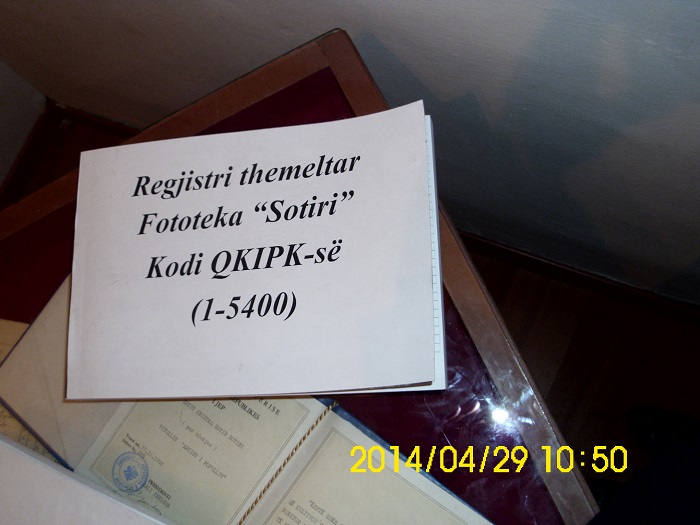 Regjistri themeltar
Fototeka “Sotiri”
Kodi QKIPK-së
(1-5400)
2014/04/29 10:50